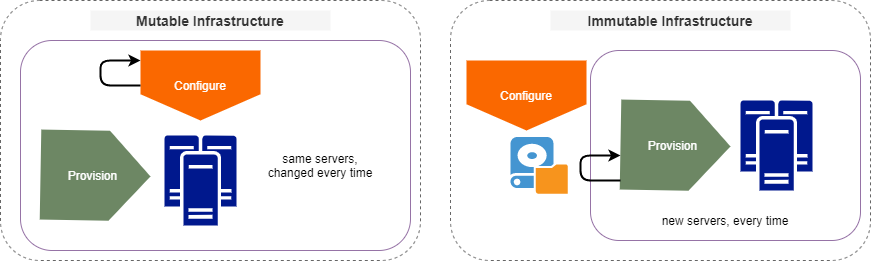 Mutable Infrastructure
Configure
Provision
same servers,
changed every time
Immutable Infrastructure
Configure
Provision
new servers, every time